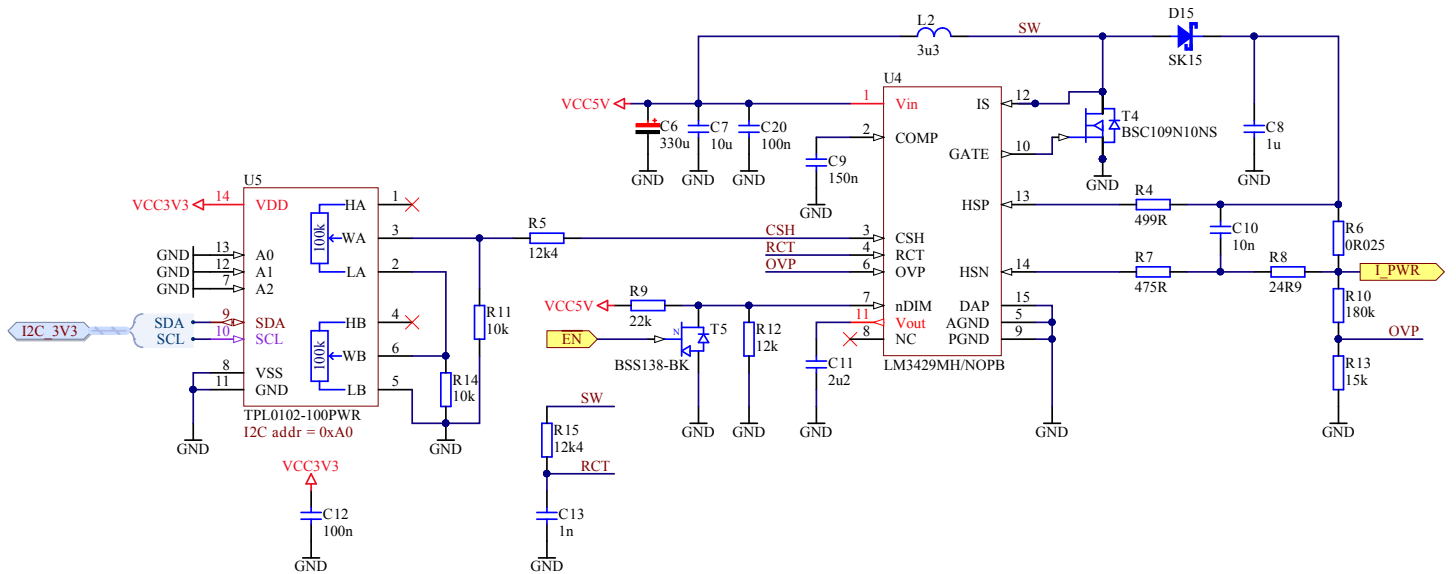 D15
L2
SW
3u3
SK15
U4
VCC5V
1
Vin
IS
12
C6
330u
C7
10u
C20
100n
2
COMP
T4
BSC109N10NS
C8
1u
GATE
10
C9
150n
GND
GND
GND
GND
GND
GND
GND
U5
VCC3V3
14
VDD
HA
1
HSP
13
R4
499R
100k
WA
3
R5
12k4
CSH
3
CSH
C10
10n
R6
0R025
RCT
4
RCT
GND
13
A0
GND
12
A1
GND
7
A2
LA
2
OVP
6
OVP
HSN
14
R7
475R
R8
24R9
I_PWR
VCC5V
R9
22k
7
nDIM
DAP
15
R10
180k
R11
10k
HB
4
I2C_3V3
SDA
SCL
9
SDA
10
SCL
100k
WB
6
EN
N
T5
BSS138-BK
R12
12k
11
Vout
AGND
5
8
NC
PGND
9
OVP
LM3429MH/NOPB
C11
2u2
R13
15k
8
VSS
11
GND
LB
5
R14
10k
TPL0102-100PWR
I2C addr = 0xA0
SW
R15
12k4
GND
GND
GND
GND
GND
GND
GND
VCC3V3
RCT
C12
100n
C13
1n
GND
GND